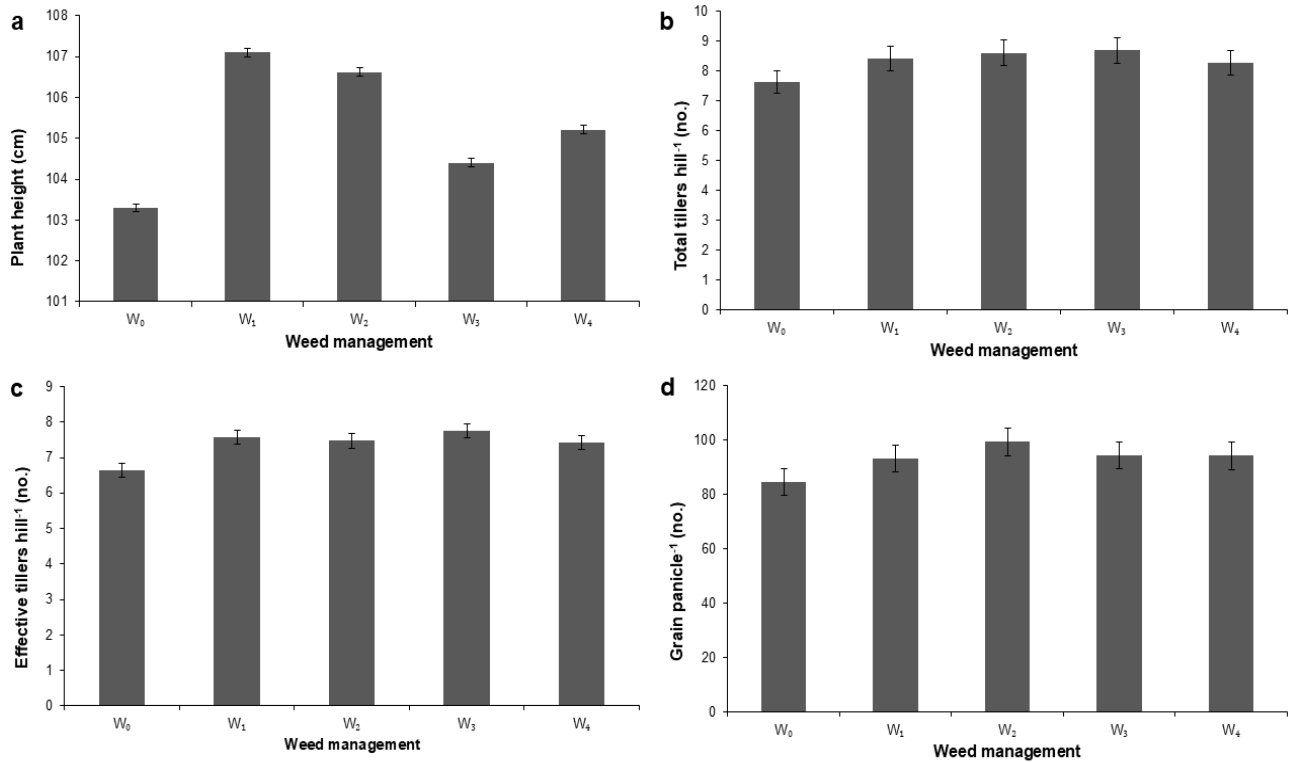 a
108
107
106
105
104
103
102
101
Plant height (cm)
W₀ W₁ W₂ W₃ W₄
Weed management
b
10
9
8
7
6
5
4
3
2
1
0
Total tillers hill⁻¹ (no.)
W₀ W₁ W₂ W₃ W₄
Weed management
c
9
8
7
6
5
4
3
2
1
0
Effective tillers hill⁻¹ (no.)
W₀ W₁ W₂ W₃ W₄
Weed management
d
120
100
80
60
40
20
0
Grain panicle⁻¹ (no.)
W₀ W₁ W₂ W₃ W₄
Weed management